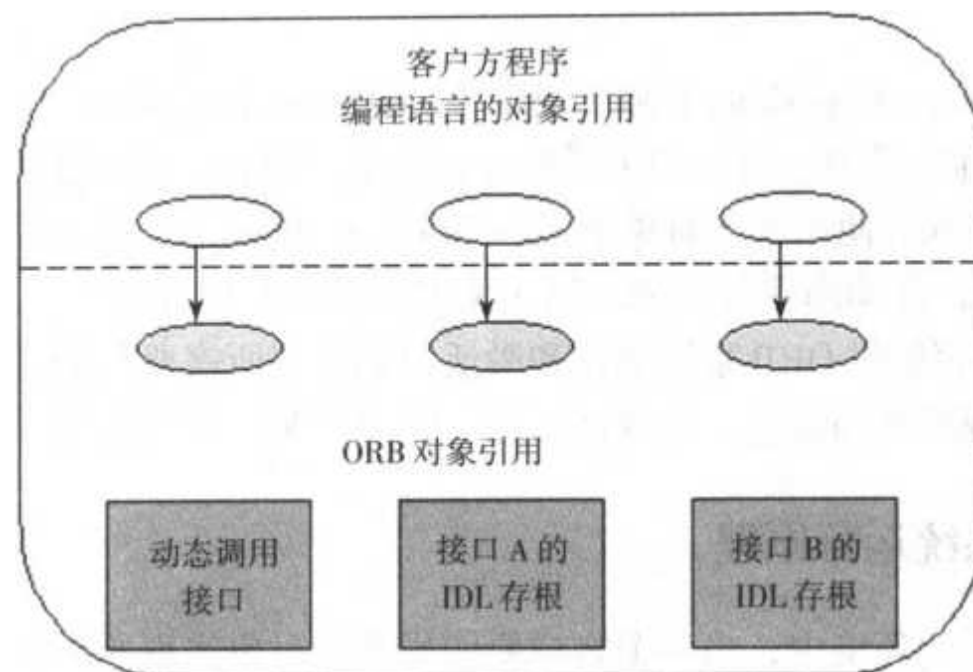 客户方程序
编程语言的对象引用
ORB 对象引用
动态调用
接口
接口 A 的
IDL 存根
接口 B 的
IDL 存根